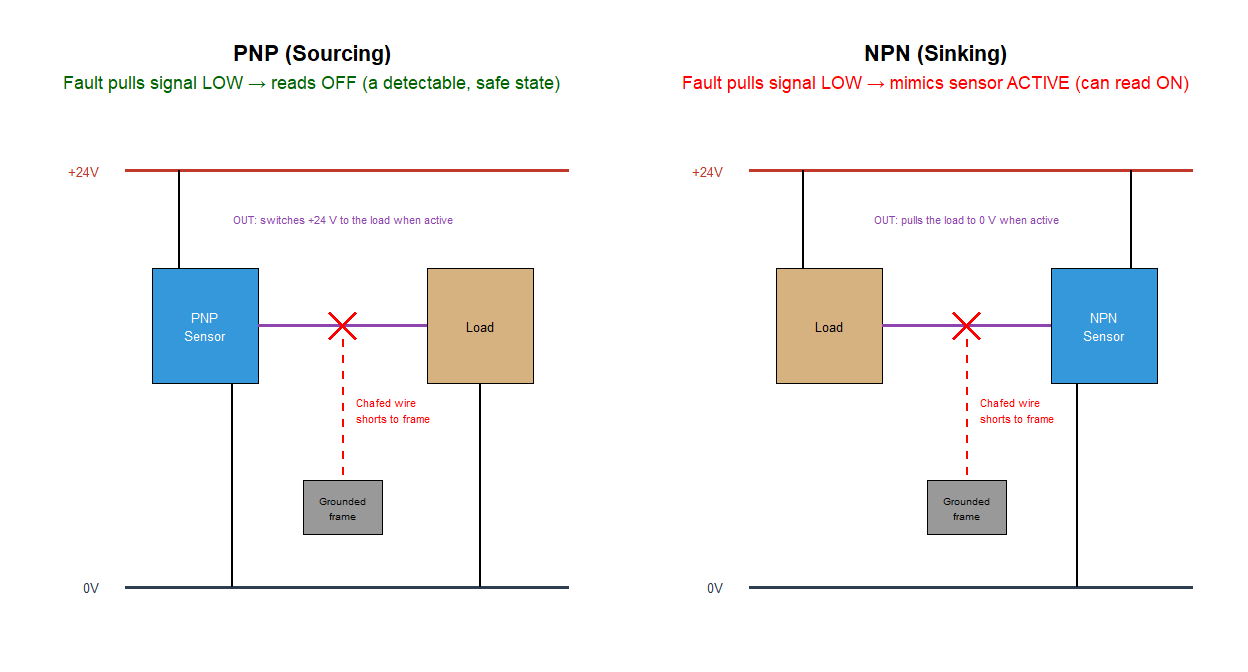 PNP (Sourcing)
Fault pulls signal LOW → reads OFF (a detectable, safe state)
+24V
OUT: switches +24 V to the load when active
PNP
Sensor
Load
Chafed wire
shorts to frame
Grounded
frame
0V
NPN (Sinking)
Fault pulls signal LOW → mimics sensor ACTIVE (can read ON)
+24V
OUT: pulls the load to 0 V when active
Load
NPN
Sensor
Chafed wire
shorts to frame
Grounded
frame
0V